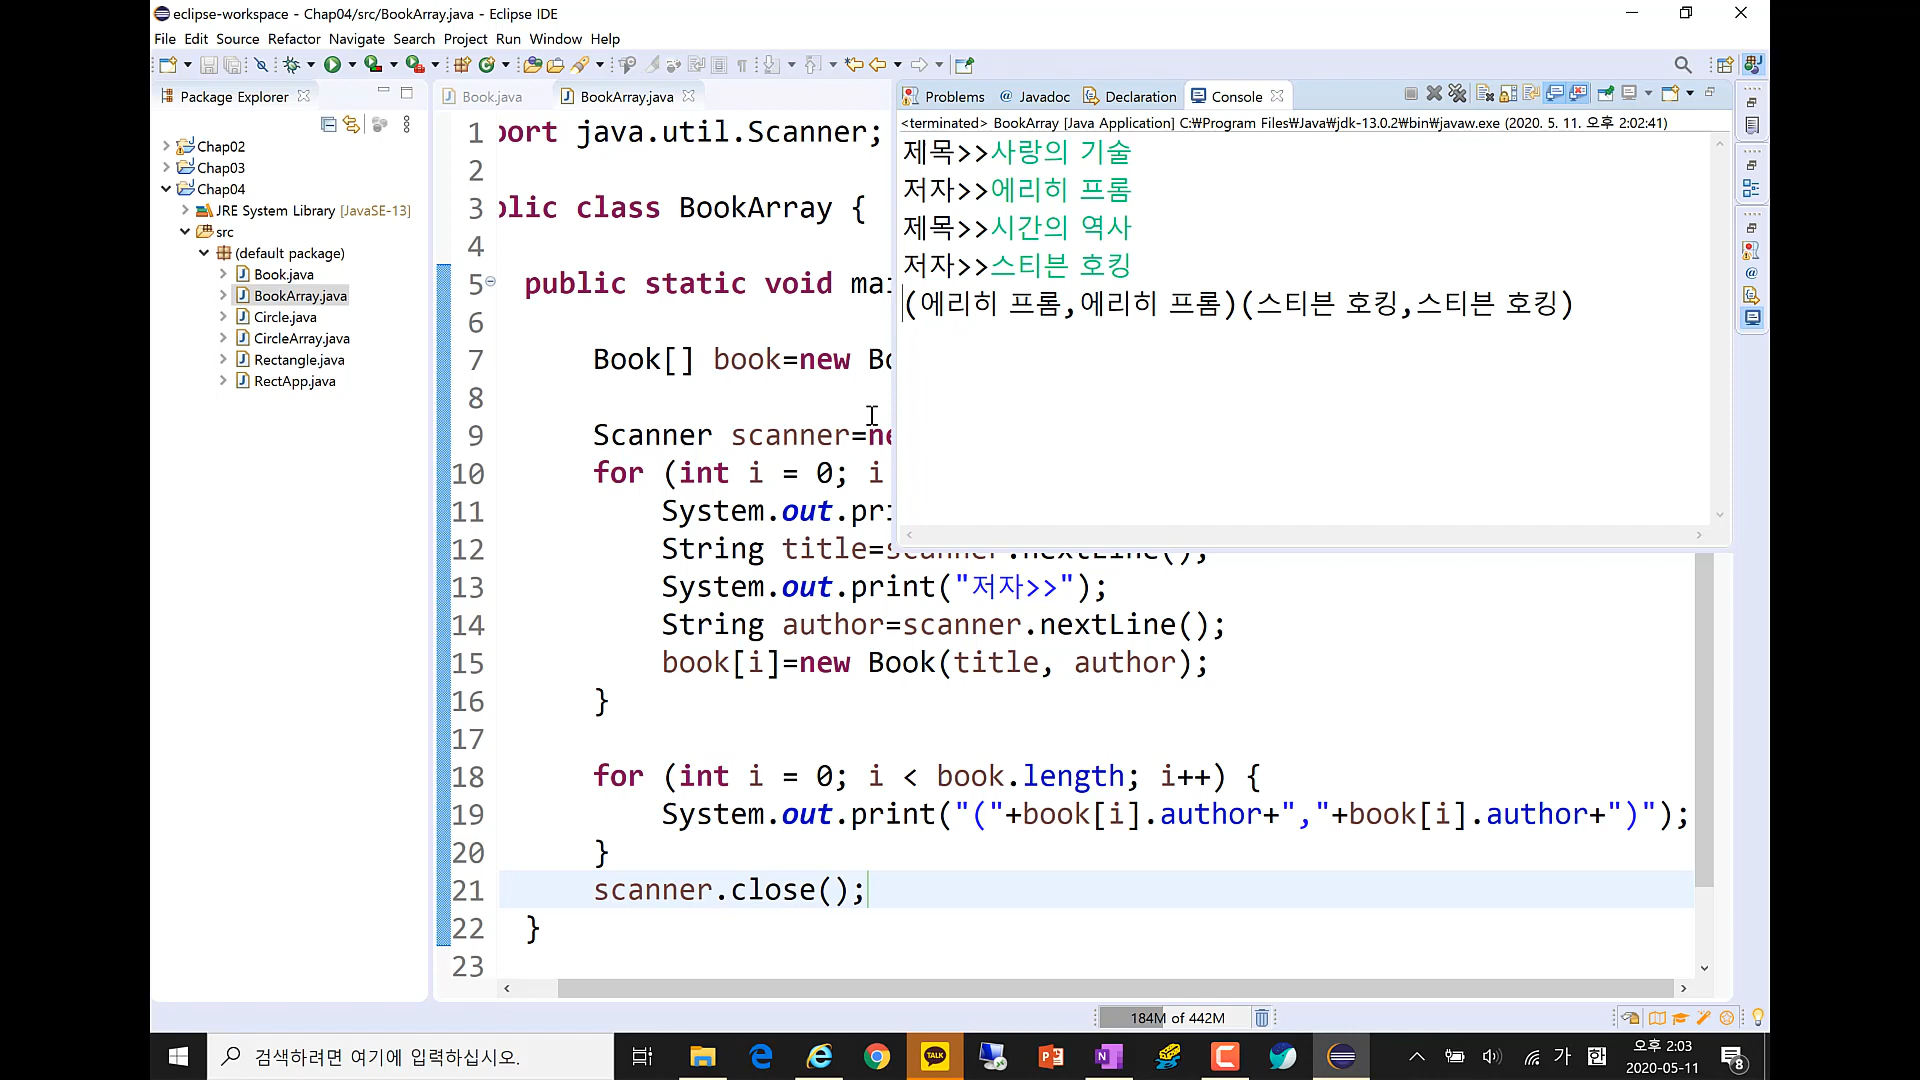 eclipse-workspace - Chap04/src/BookArray.java - Eclipse IDE
File Edit Source Refactor Navigate Search Project Run Window Help
Package Explorer
Chap02
Chap03
Chap04
JRE System Library [JavaSE-13]
src
(default package)
Book.java
BookArray.java
Circle.java
CircleArray.java
Rectangle.java
RectApp.java
Book.java BookArray.java
1 port java.util.Scanner;
2
3 blic class BookArray {
4
5 public static void mai
6
7 Book[] book=new Bo
8
9 Scanner scanner=ne
10 for (int i = 0; i
11 System.out.pri
12 String title=scanner.nextLine();
13 System.out.print("저자>>");
14 String author=scanner.nextLine();
15 book[i]=new Book(title, author);
16 }
17
18 for (int i = 0; i < book.length; i++) {
19 System.out.print("("+book[i].author+","+book[i].author+")");
20 }
21 scanner.close();
22 }
23
Problems @ Javadoc Declaration Console
<terminated> BookArray [Java Application] C:₩Program Files₩Java₩jdk-13.0.2₩bin₩javaw.exe (2020. 5. 11. 오후 2:02:41)
제목>>사랑의 기술
저자>>에리히 프롬
제목>>시간의 역사
저자>>스티븐 호킹
(에리히 프롬,에리히 프롬)(스티븐 호킹,스티븐 호킹)
184M of 442M
검색하려면 여기에 입력하십시오.
TALK
가 한
오후 2:03
2020-05-11
8